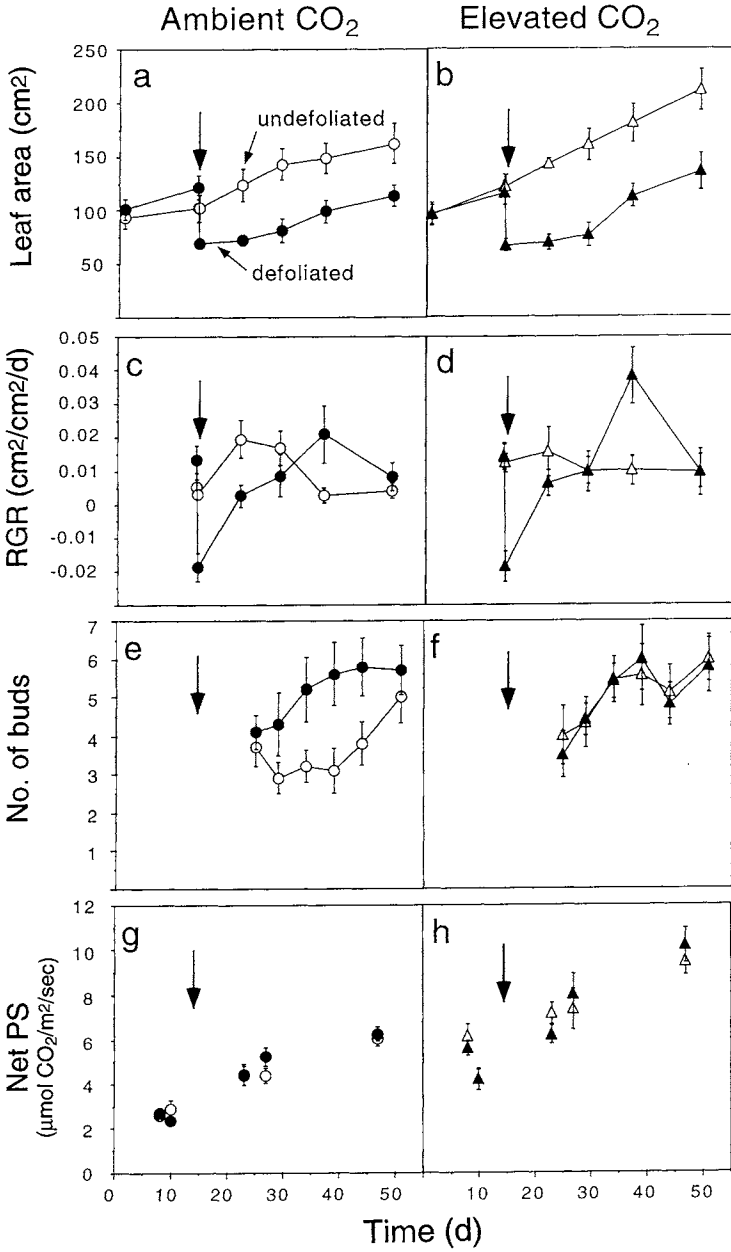 Ambient CO2 Elevated CO2
Leaf area (cm2)
250
200
150
100
50
a
undefoliated
defoliated
b
RGR (cm2/cm2/d)
0.05
0.04
0.03
0.02
0.01
0
-0.01
-0.02
c
d
No. of buds
7
6
5
4
3
2
1
e
f
Net PS
(μmol CO2/m2/sec)
12
10
8
6
4
2
0
g
h
0 10 20 30 40 50 10 20 30 40 50
Time (d)